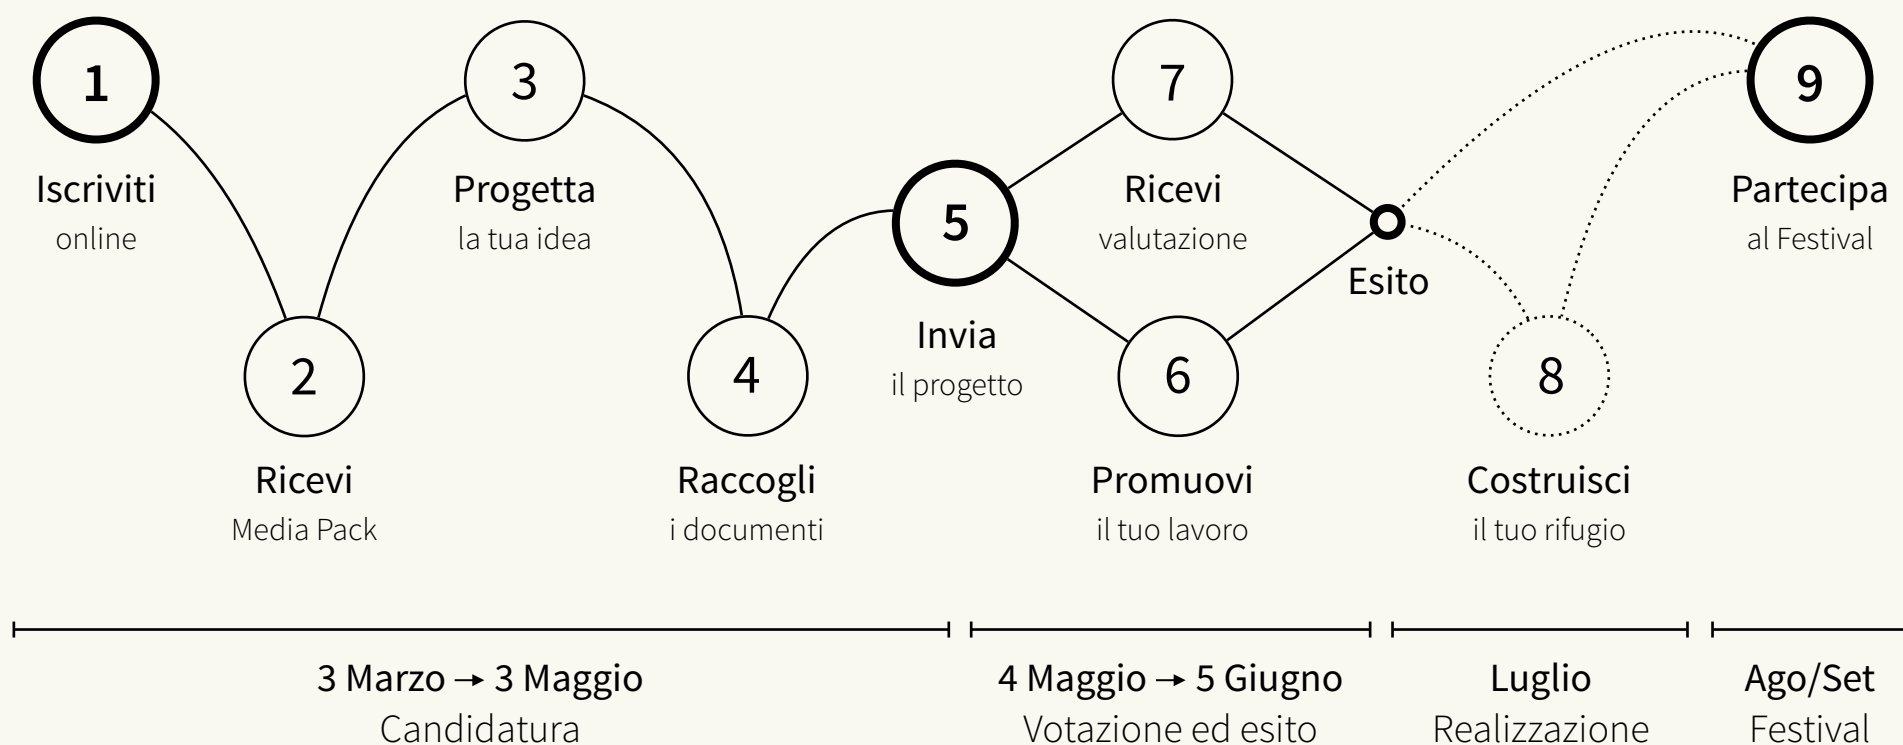 1
Iscriviti
online
2
Ricevi
Media Pack
3
Progetta
la tua idea
4
Raccogli
i documenti
5
Invia
il progetto
7
Ricevi
valutazione
6
Promuovi
il tuo lavoro
Esito
8
Costruisci
il tuo rifugio
9
Partecipa
al Festival
3 Marzo → 3 Maggio
Candidatura
4 Maggio → 5 Giugno
Votazione ed esito
Luglio
Realizzazione
Ago/Set
Festival